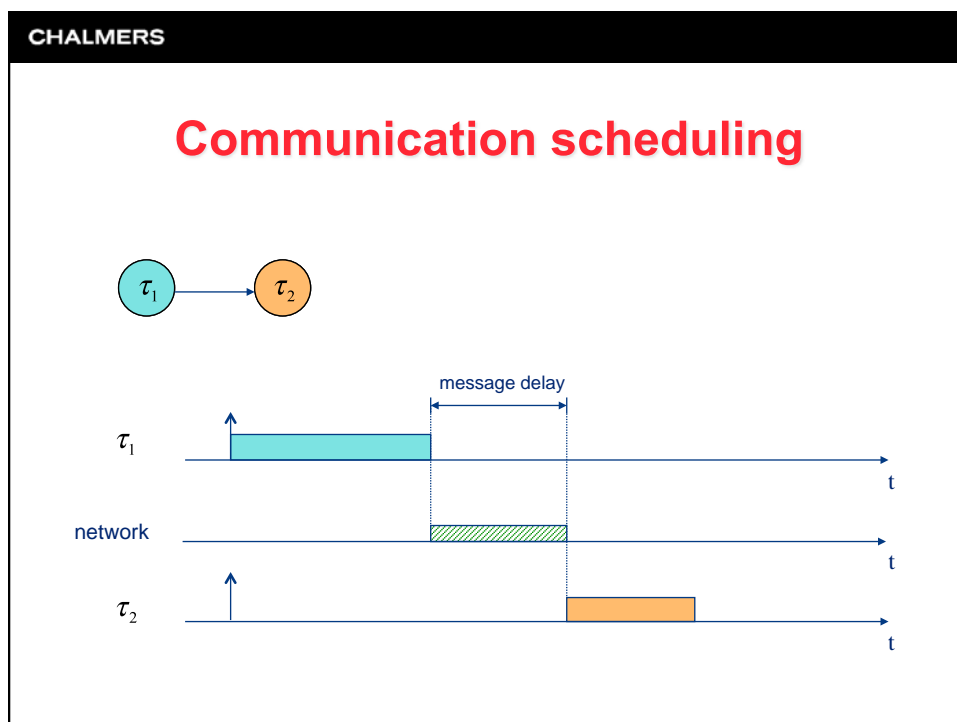 CHALMERS
Communication scheduling
τ₁ τ₂
message delay
τ₁
t
network
t
τ₂
t